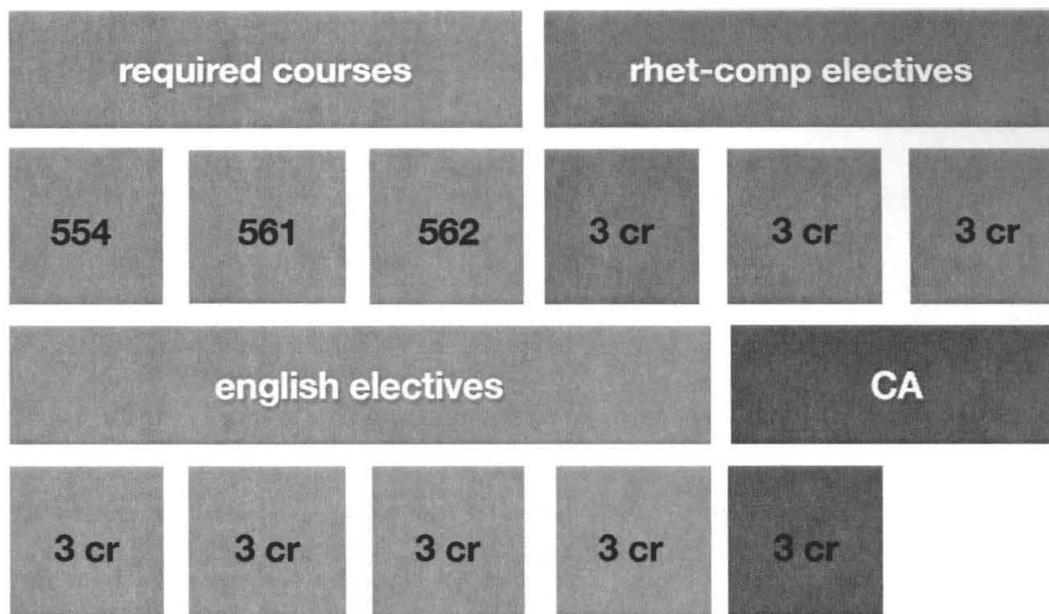 required courses rhet-comp electives
554 561 562 3 cr 3 cr 3 cr
english electives CA
3 cr 3 cr 3 cr 3 cr 3 cr